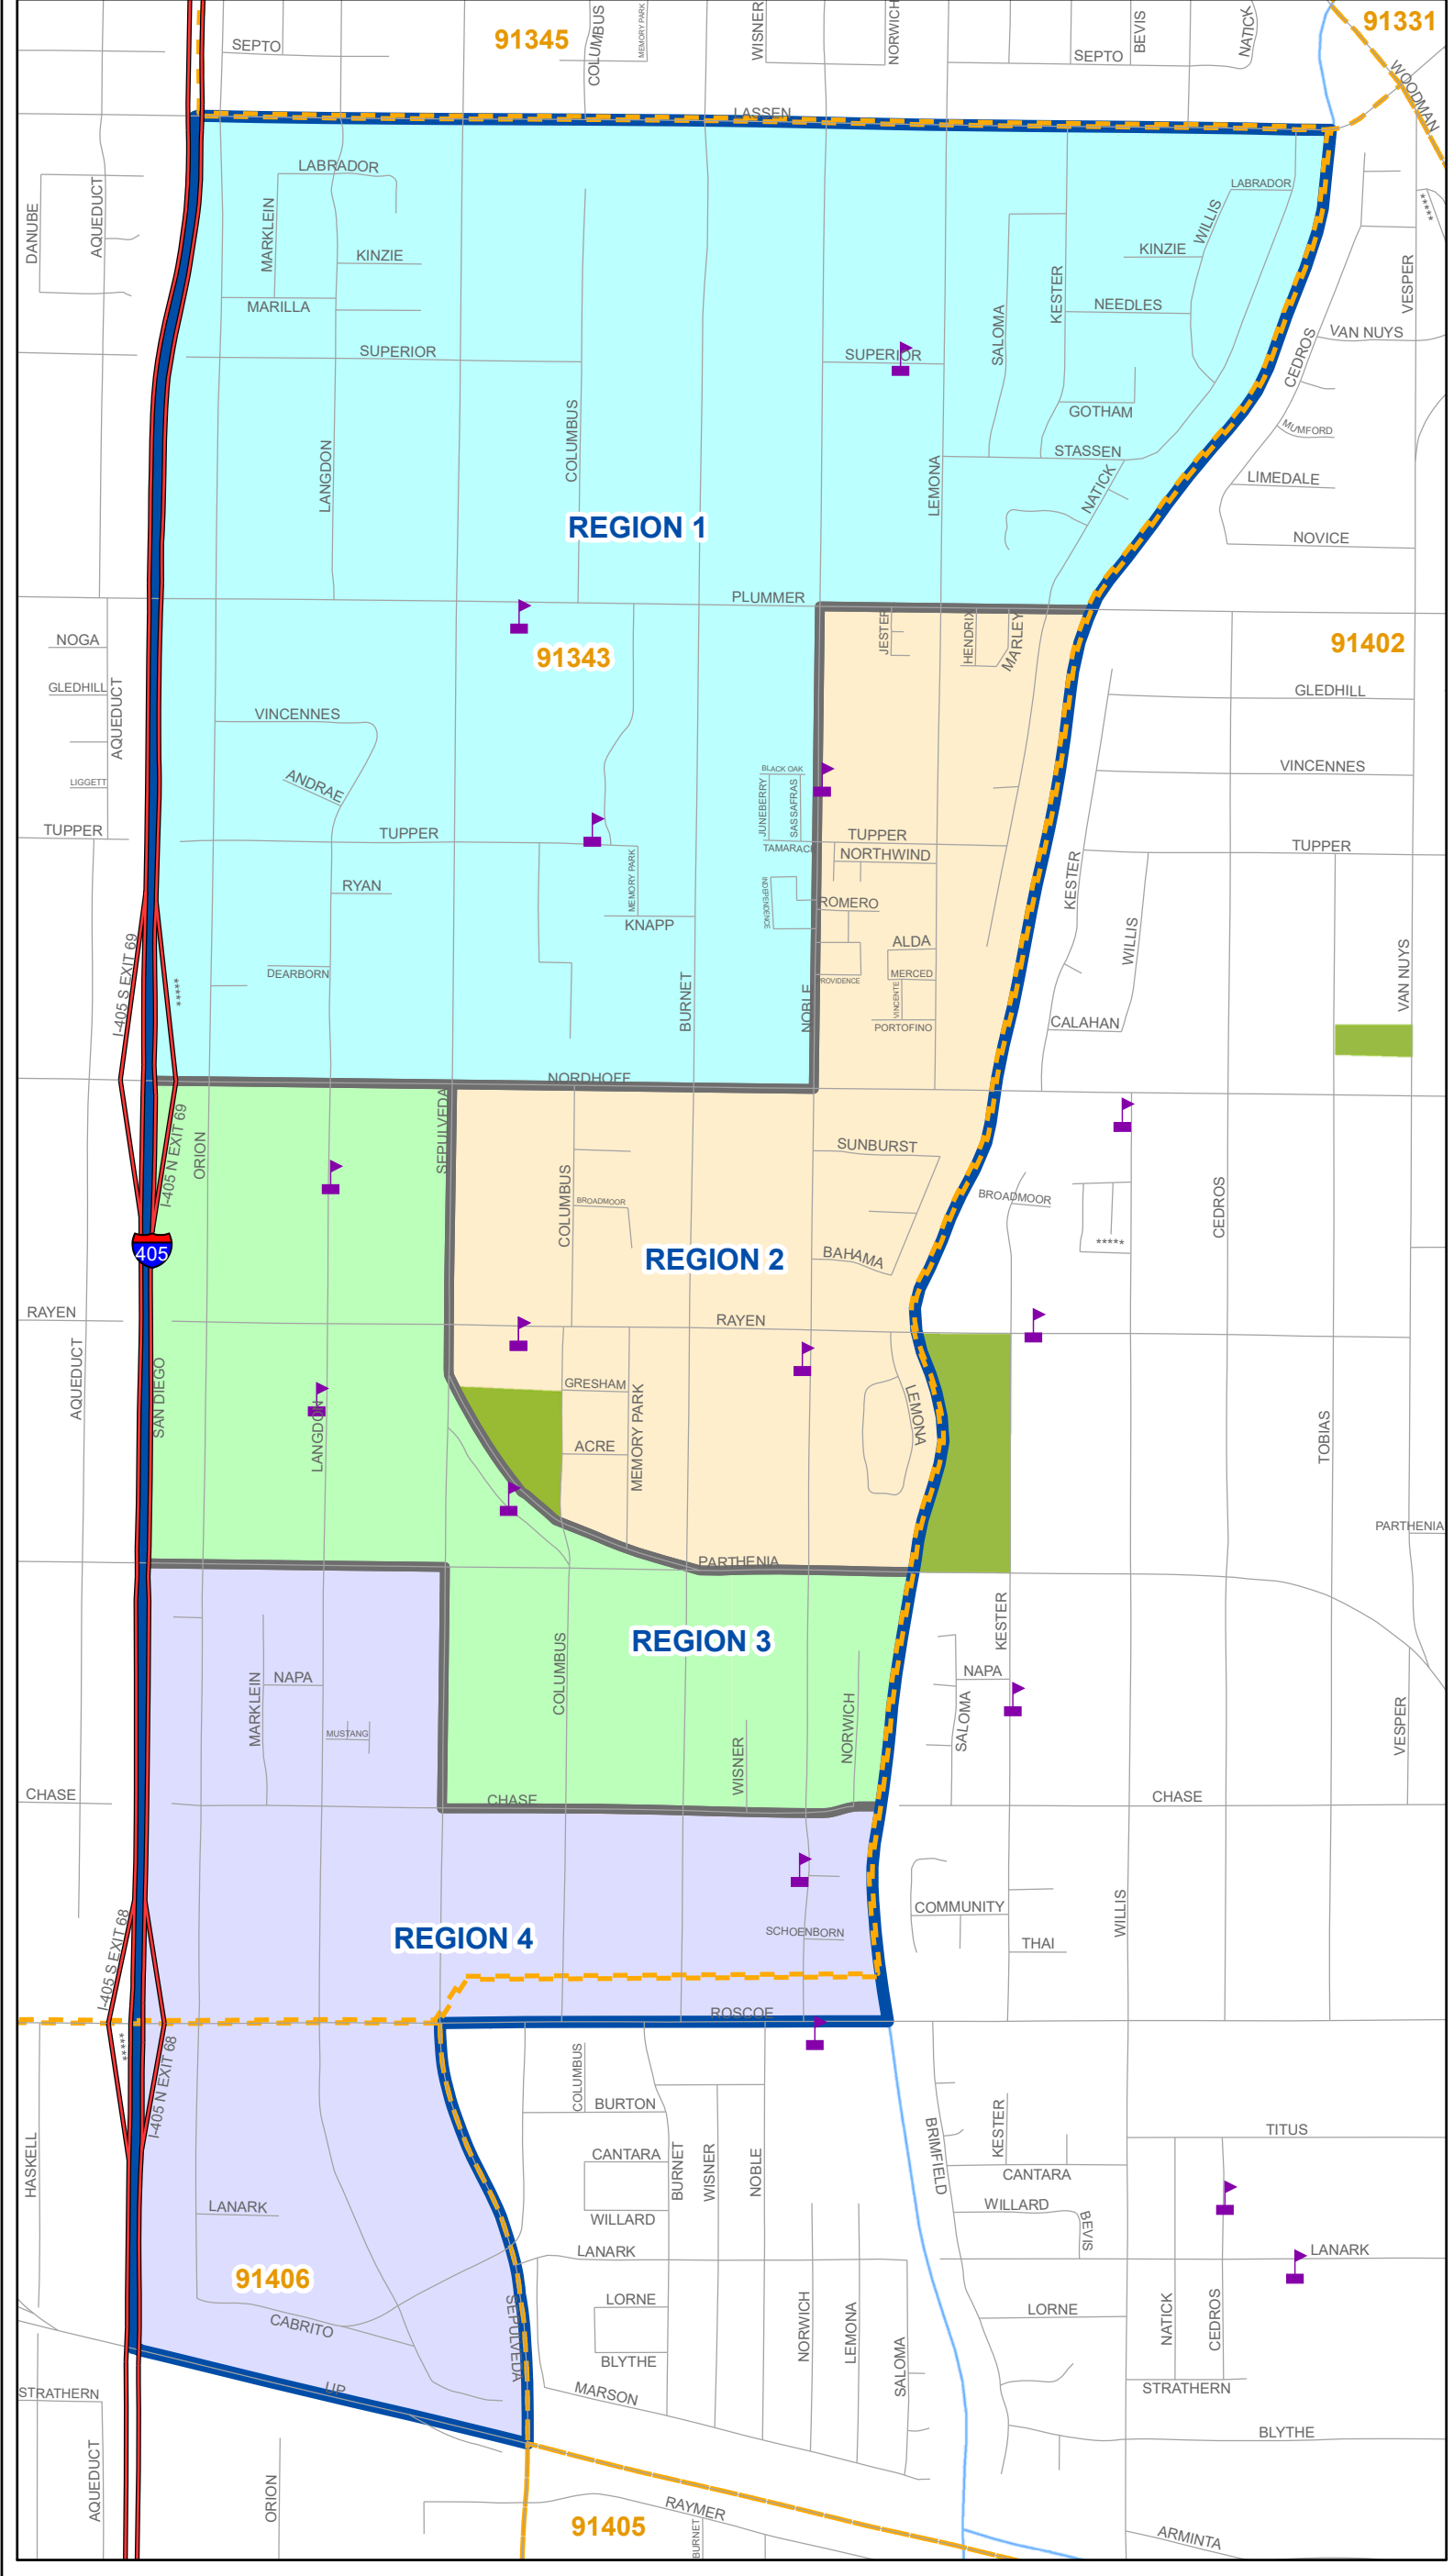 91331
91345
COLUMBUS
MEMORY PARK
WISNER
NORWICH
BEVIS
NATICK
SEPTO
SEPTO
WOODMAN
LASSEN
LABRADOR
LABRADOR
DANUBE
AQUEDUCT
MARKLEIN
WILLIS
*****
KINZIE
KINZIE
VESPER
KESTER
MARILLA
NEEDLES
SALOMA
VAN NUYS
SUPERIOR
SUPERIOR
CEDROS
COLUMBUS
GOTHAM
MUMFORD
LANGDON
LEMONA
STASSEN
NATICK
LIMEDALE
REGION 1
NOVICE
PLUMMER
NOGA
JESTER
HENDRIX
MARLEY
91343
91402
GLEDHILL
AQUEDUCT
GLEDHILL
VINCENNES
VINCENNES
ANDRAE
LIGGETT
BLACK OAK
JUNEBERRY
SASSAFRAS
TUPPER
TUPPER
TUPPER
TUPPER
TAMARACK
NORTHWIND
RYAN
MEMORY PARK
INDEPENDENCE
KESTER
ROMERO
KNAPP
ALDA
WILLIS
I-405 S EXIT 69
*****
DEARBORN
MERCED
PROVIDENCE
VAN NUYS
BURNET
NOBLE
VINCENTE
PORTOFINO
CALAHAN
NORDHOFF
I-405 N EXIT 69
ORION
SEPULVEDA
SUNBURST
COLUMBUS
BROADMOOR
BROADMOOR
CEDROS
405
REGION 2
BAHAMA
*****
RAYEN
RAYEN
AQUEDUCT
SAN DIEGO
GRESHAM
LANGDON
MEMORY PARK
LEMONA
TOBIAS
ACRE
PARTHENIA
PARTHENIA
KESTER
REGION 3
COLUMBUS
NAPA
NAPA
MARKLEIN
MUSTANG
WISNER
NORWICH
SALOMA
VESPER
CHASE
CHASE
CHASE
COMMUNITY
WILLIS
I-405 S EXIT 68
REGION 4
SCHOENBORN
THAI
ROSCOE
*****
I-405 N EXIT 68
COLUMBUS
BURTON
BRIMFIELD
KESTER
TITUS
HASKELL
CANTARA
BURNET
WISNER
NOBLE
CANTARA
LANARK
WILLARD
WILLARD
BEVIS
LANARK
LANARK
91406
SEPULVEDA
LORNE
NORWICH
LEMONA
LORNE
NATICK
CEDROS
CABRITO
BLYTHE
SALOMA
UP
STRATHERN
MARSON
STRATHERN
BLYTHE
AQUEDUCT
ORION
RAYMER
91405
BURNET
ARMINTA